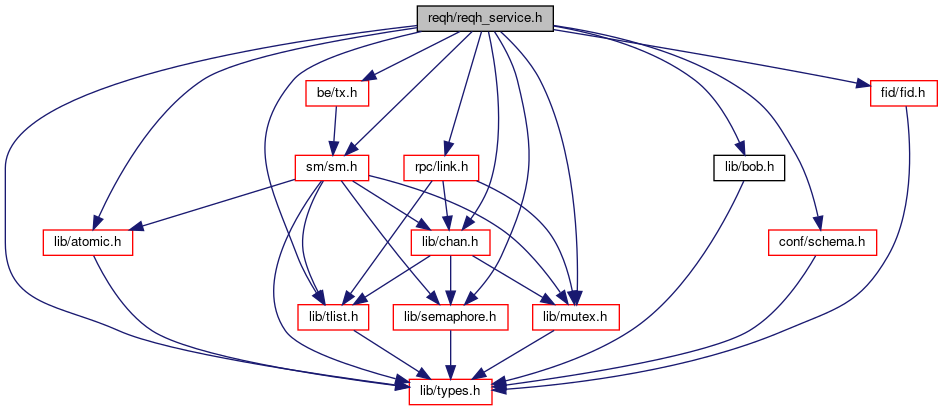 reqh/reqh_service.h
be/tx.h
fid/fid.h
sm/sm.h
rpc/link.h
lib/bob.h
lib/atomic.h
lib/chan.h
conf/schema.h
lib/tlist.h
lib/semaphore.h
lib/mutex.h
lib/types.h